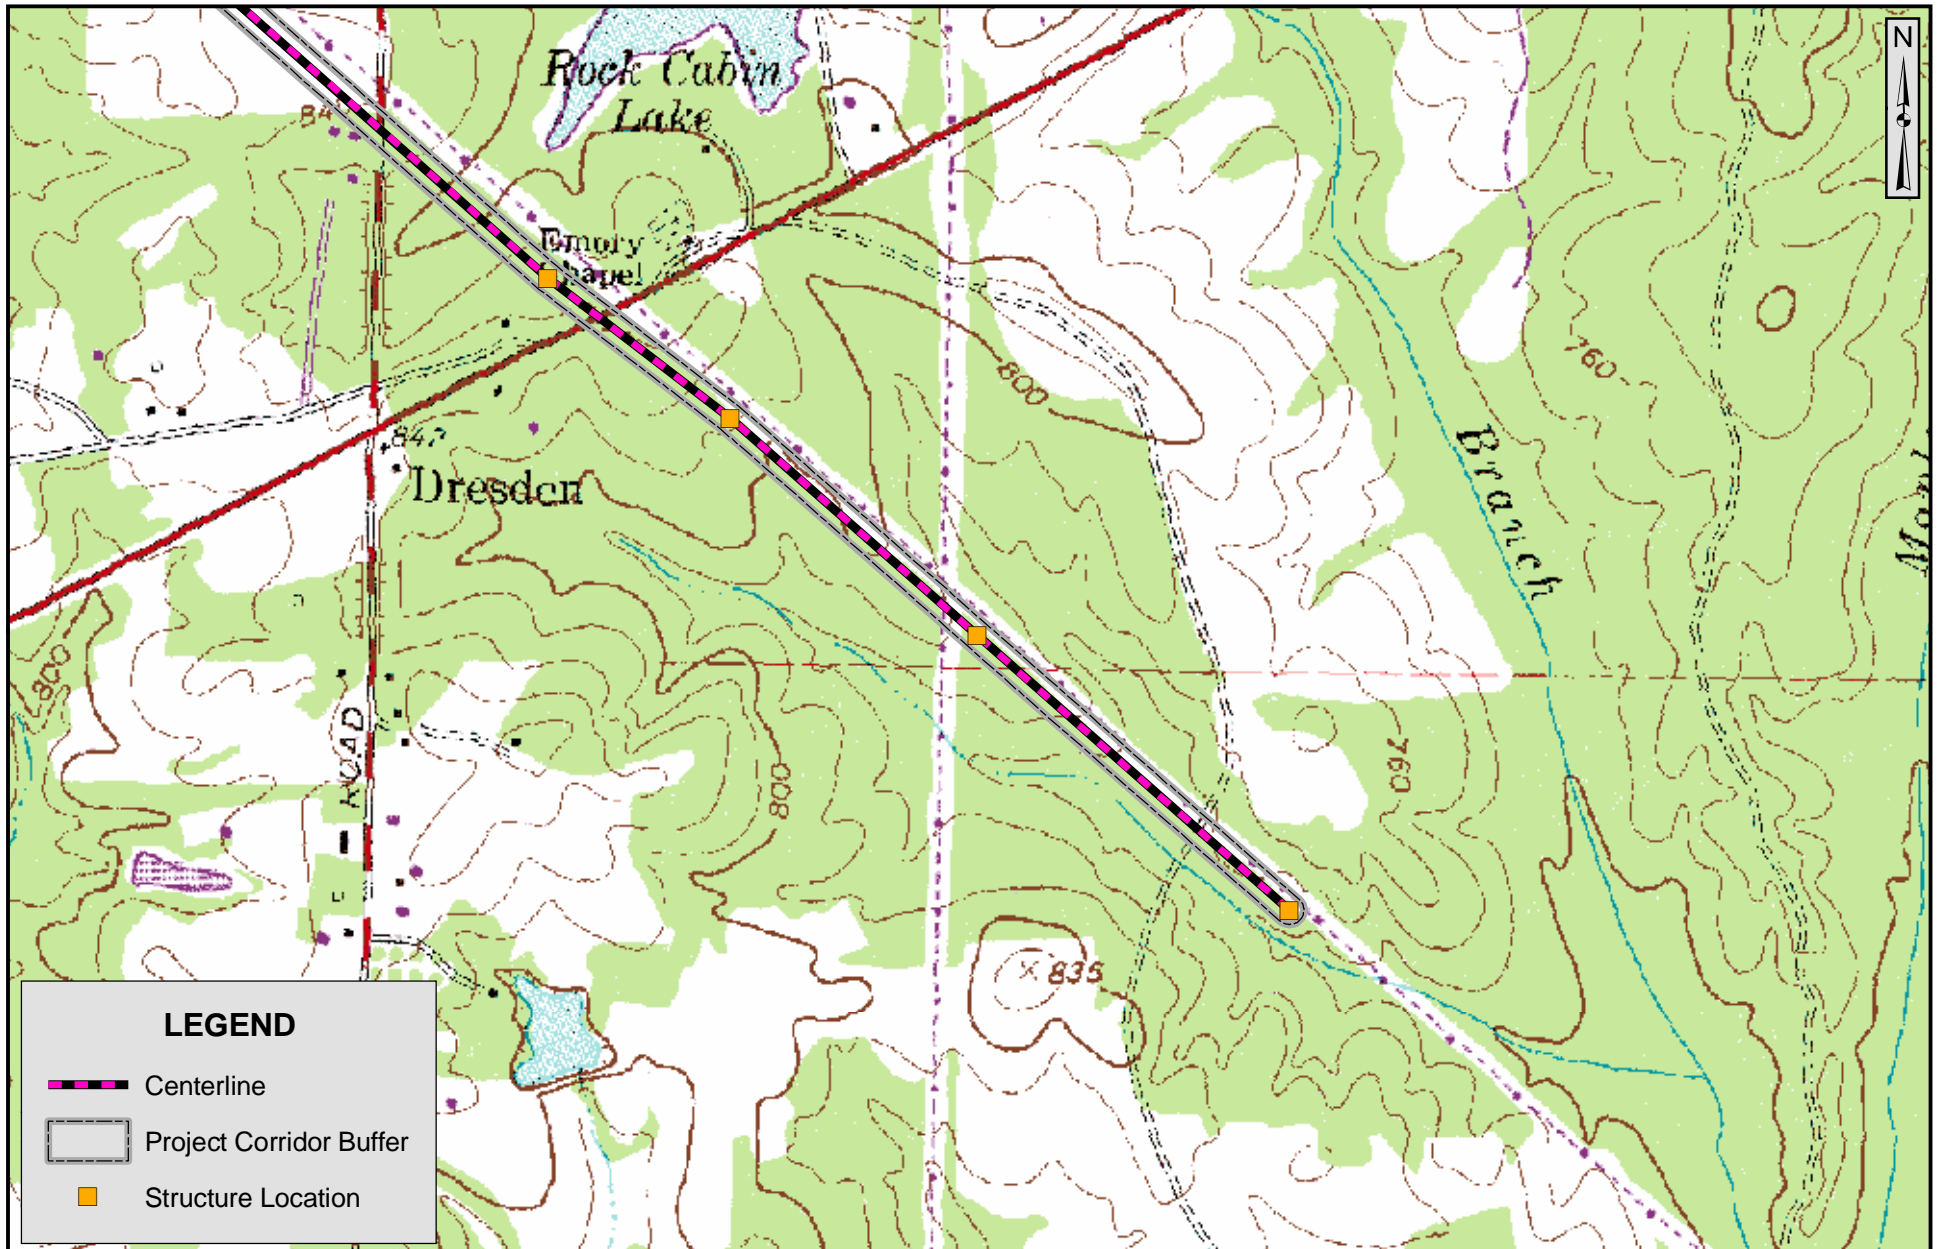 N
Rock Cabin
Lake
84
Emory
Chapel
760
800
847
Dresden
Branch
800
ROAD
800
760
835
LEGEND
Centerline
Project Corridor Buffer
Structure Location